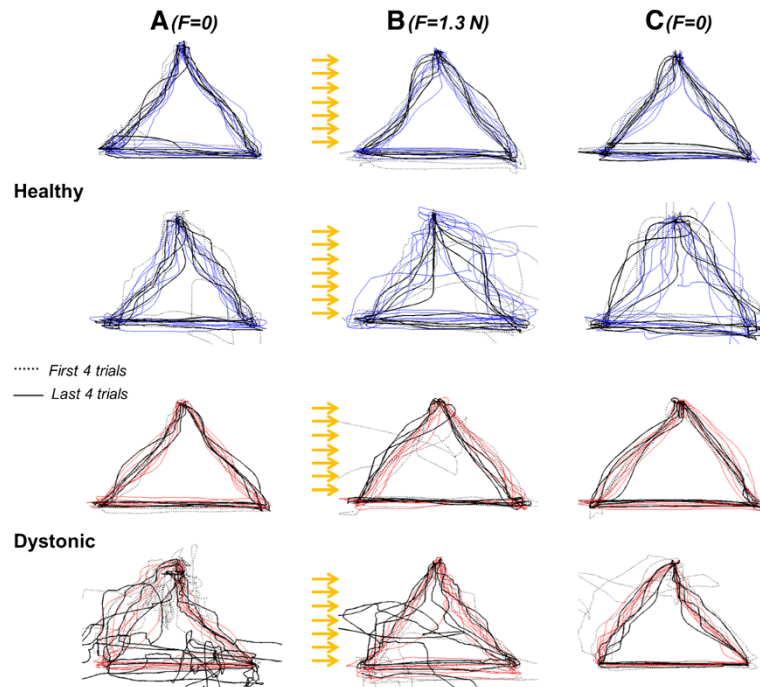 A (F=0)
B (F=1.3 N)
C (F=0)
Healthy
First 4 trials
Last 4 trials
Dystonic